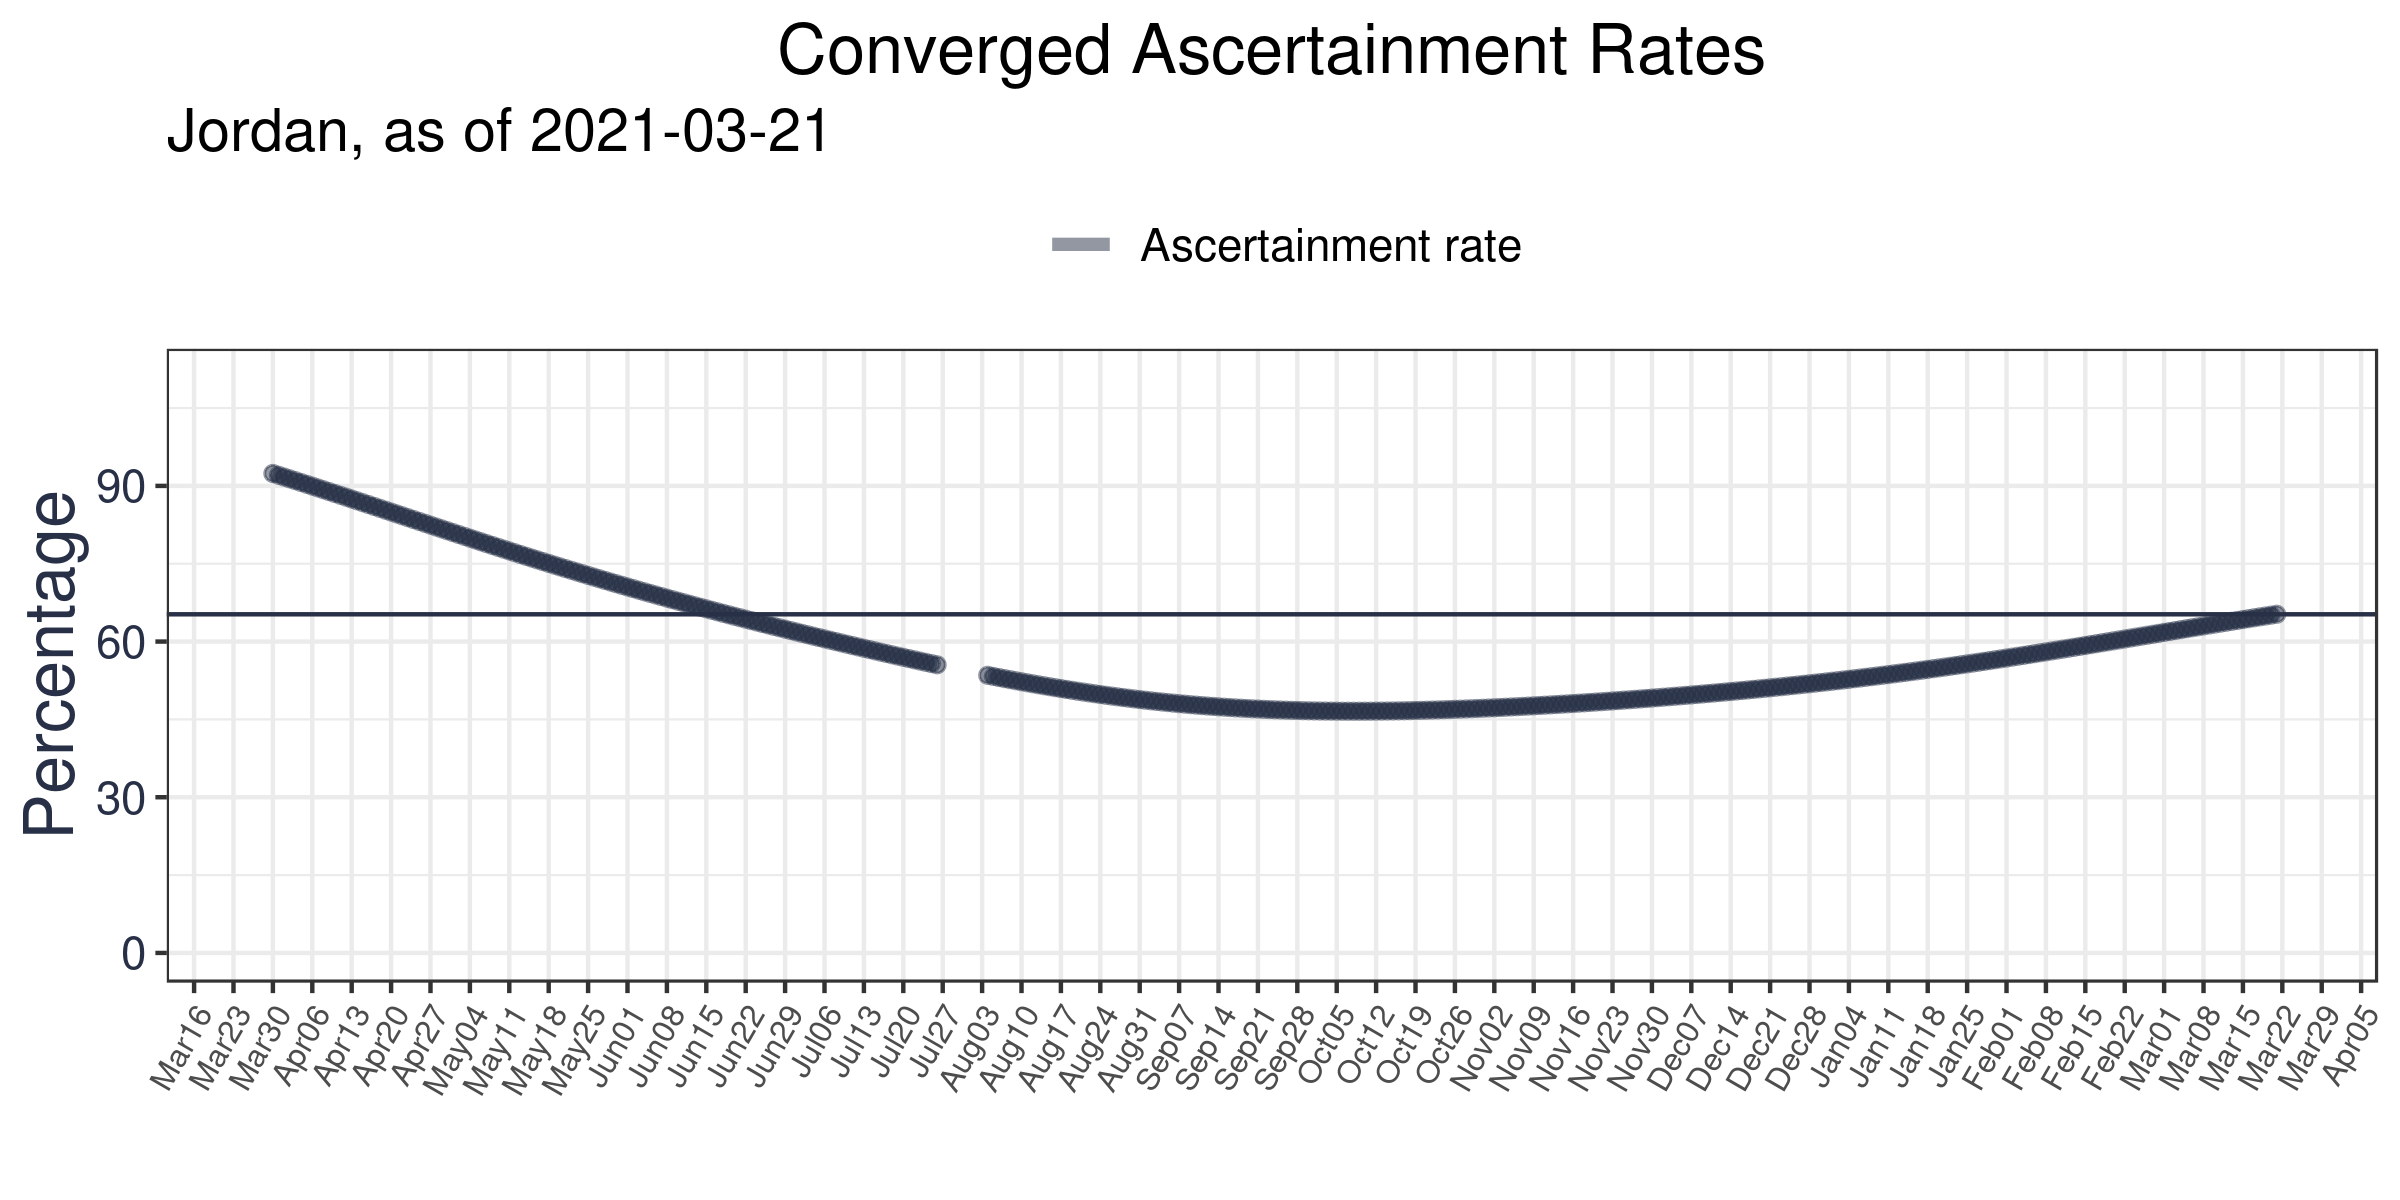 Converged Ascertainment Rates
Jordan, as of 2021-03-21
Ascertainment rate
Percentage
90
60
30
0
Mar16 Mar23 Mar30 Apr06 Apr13 Apr20 Apr27 May04 May11 May18 May25 Jun01 Jun08 Jun15 Jun22 Jun29 Jul06 Jul13 Jul20 Jul27 Aug03 Aug10 Aug17 Aug24 Aug31 Sep07 Sep14 Sep21 Sep28 Oct05 Oct12 Oct19 Oct26 Nov02 Nov09 Nov16 Nov23 Nov30 Dec07 Dec14 Dec21 Dec28 Jan04 Jan11 Jan18 Jan25 Feb01 Feb08 Feb15 Feb22 Mar01 Mar08 Mar15 Mar22 Mar29 Apr05